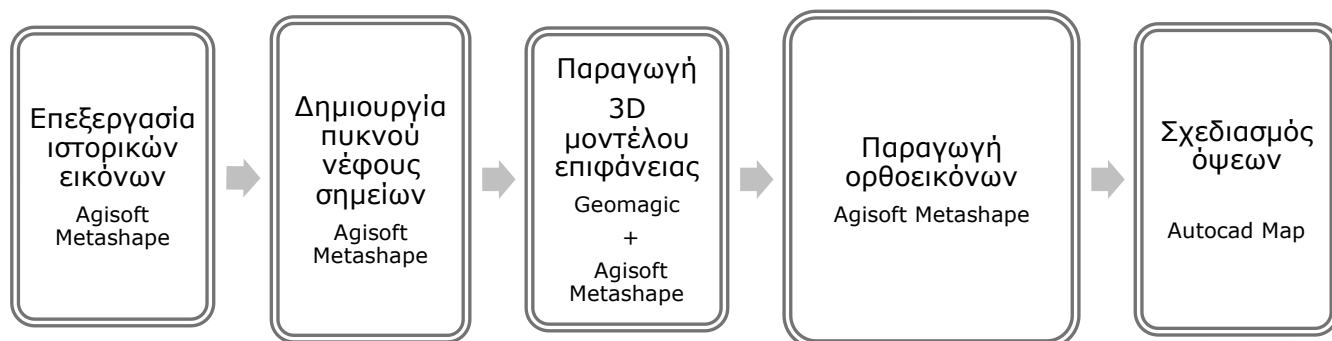 Επεξεργασία
ιστορικών
εικόνων
Agisoft
Metashape
Δημιουργία
πυκνού
νέφους
σημείων
Agisoft
Metashape
Παραγωγή
3D
μοντέλου
επιφάνειας
Geomagic
+
Agisoft
Metashape
Παραγωγή
ορθοεικόνων
Agisoft Metashape
Σχεδιασμός
όψεων
Autocad Map